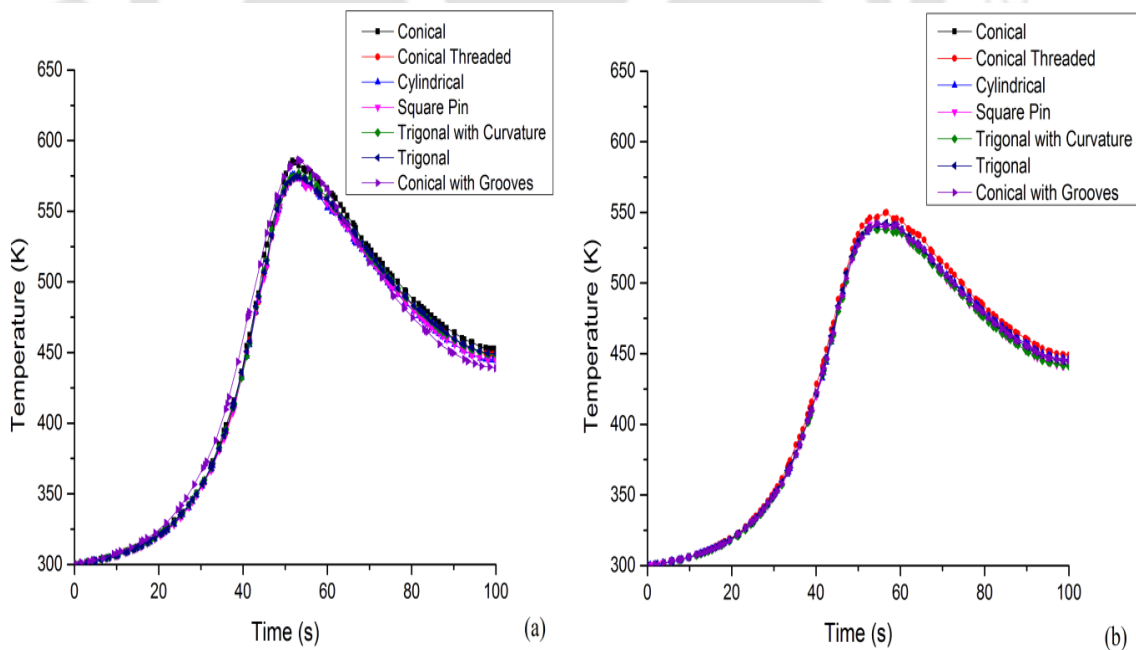 Conical
Conical Threaded
Cylindrical
Square Pin
Trigonal with Curvature
Trigonal
Conical with Grooves
650
600
550
500
450
400
350
300
0
20
40
60
80
100
Temperature (K)
Time (s)
(a)
Conical
Conical Threaded
Cylindrical
Square Pin
Trigonal with Curvature
Trigonal
Conical with Grooves
650
600
550
500
450
400
350
300
0
20
40
60
80
100
Temperature (K)
Time (s)
(b)